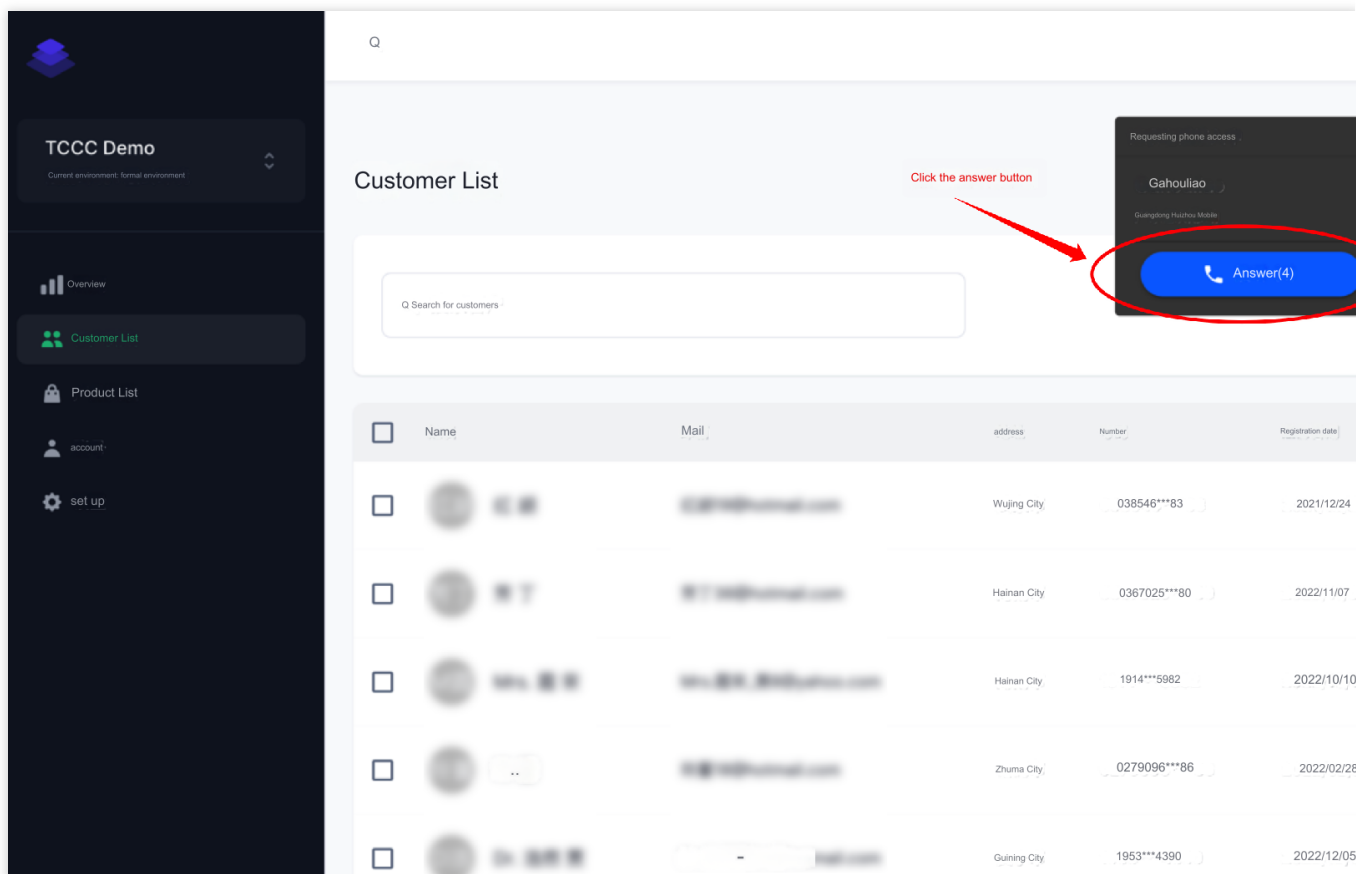 Q
TCCC Demo
Current environment: formal environment
Overview
Customer List
Product List
account
set up
Customer List
Click the answer button
Requesting phone access
Gahouliao
Guangdong Huizhou Mobile
Answer(4)
Q Search for customers
Name Mail address Number Registration date
Wujing City 038546***83 2021/12/24
Hainan City 0367025***80 2022/11/07
Mrs. Hainan City 1914***5982 2022/10/10
.. Zhuma City 0279096***86 2022/02/28
Dr. - Guining City 1953***4390 2022/12/05